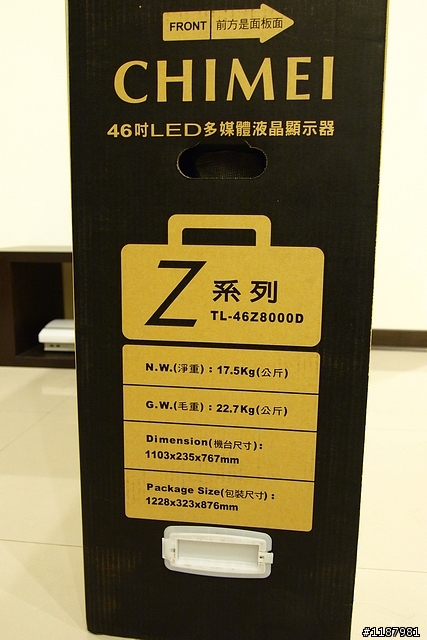 FRONT 前方是面板面
CHIMEI
46吋LED多媒體液晶顯示器
Z系列
TL-46Z8000D
N.W.(淨重)：17.5Kg(公斤)
G.W.(毛重)：22.7Kg(公斤)
Dimension(機台尺寸)：
1103x235x767mm
Package Size(包裝尺寸)：
1228x323x876mm
#1187981